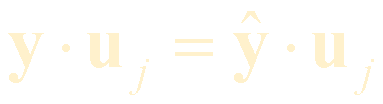 y · u_j = ŷ · u_j